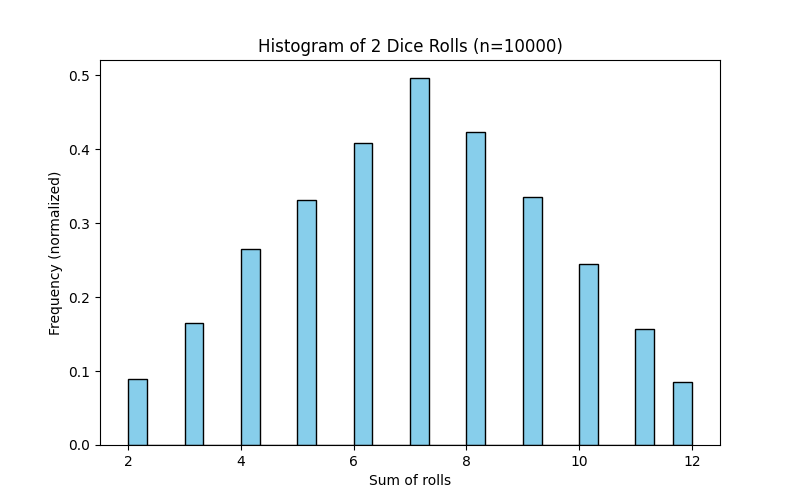 Histogram of 2 Dice Rolls (n=10000)
Frequency (normalized)
0.5
0.4
0.3
0.2
0.1
0.0
2 4 6 8 10 12
Sum of rolls